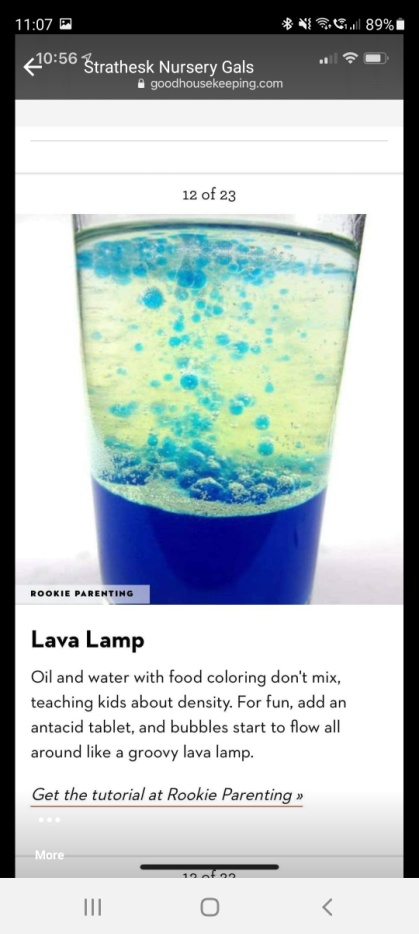 11:07
89%
10:56
Strathesk Nursery Gals
goodhousekeeping.com
12 of 23
ROOKIE PARENTING
Lava Lamp
Oil and water with food coloring don't mix,
teaching kids about density. For fun, add an
antacid tablet, and bubbles start to flow all
around like a groovy lava lamp.
Get the tutorial at Rookie Parenting »
More